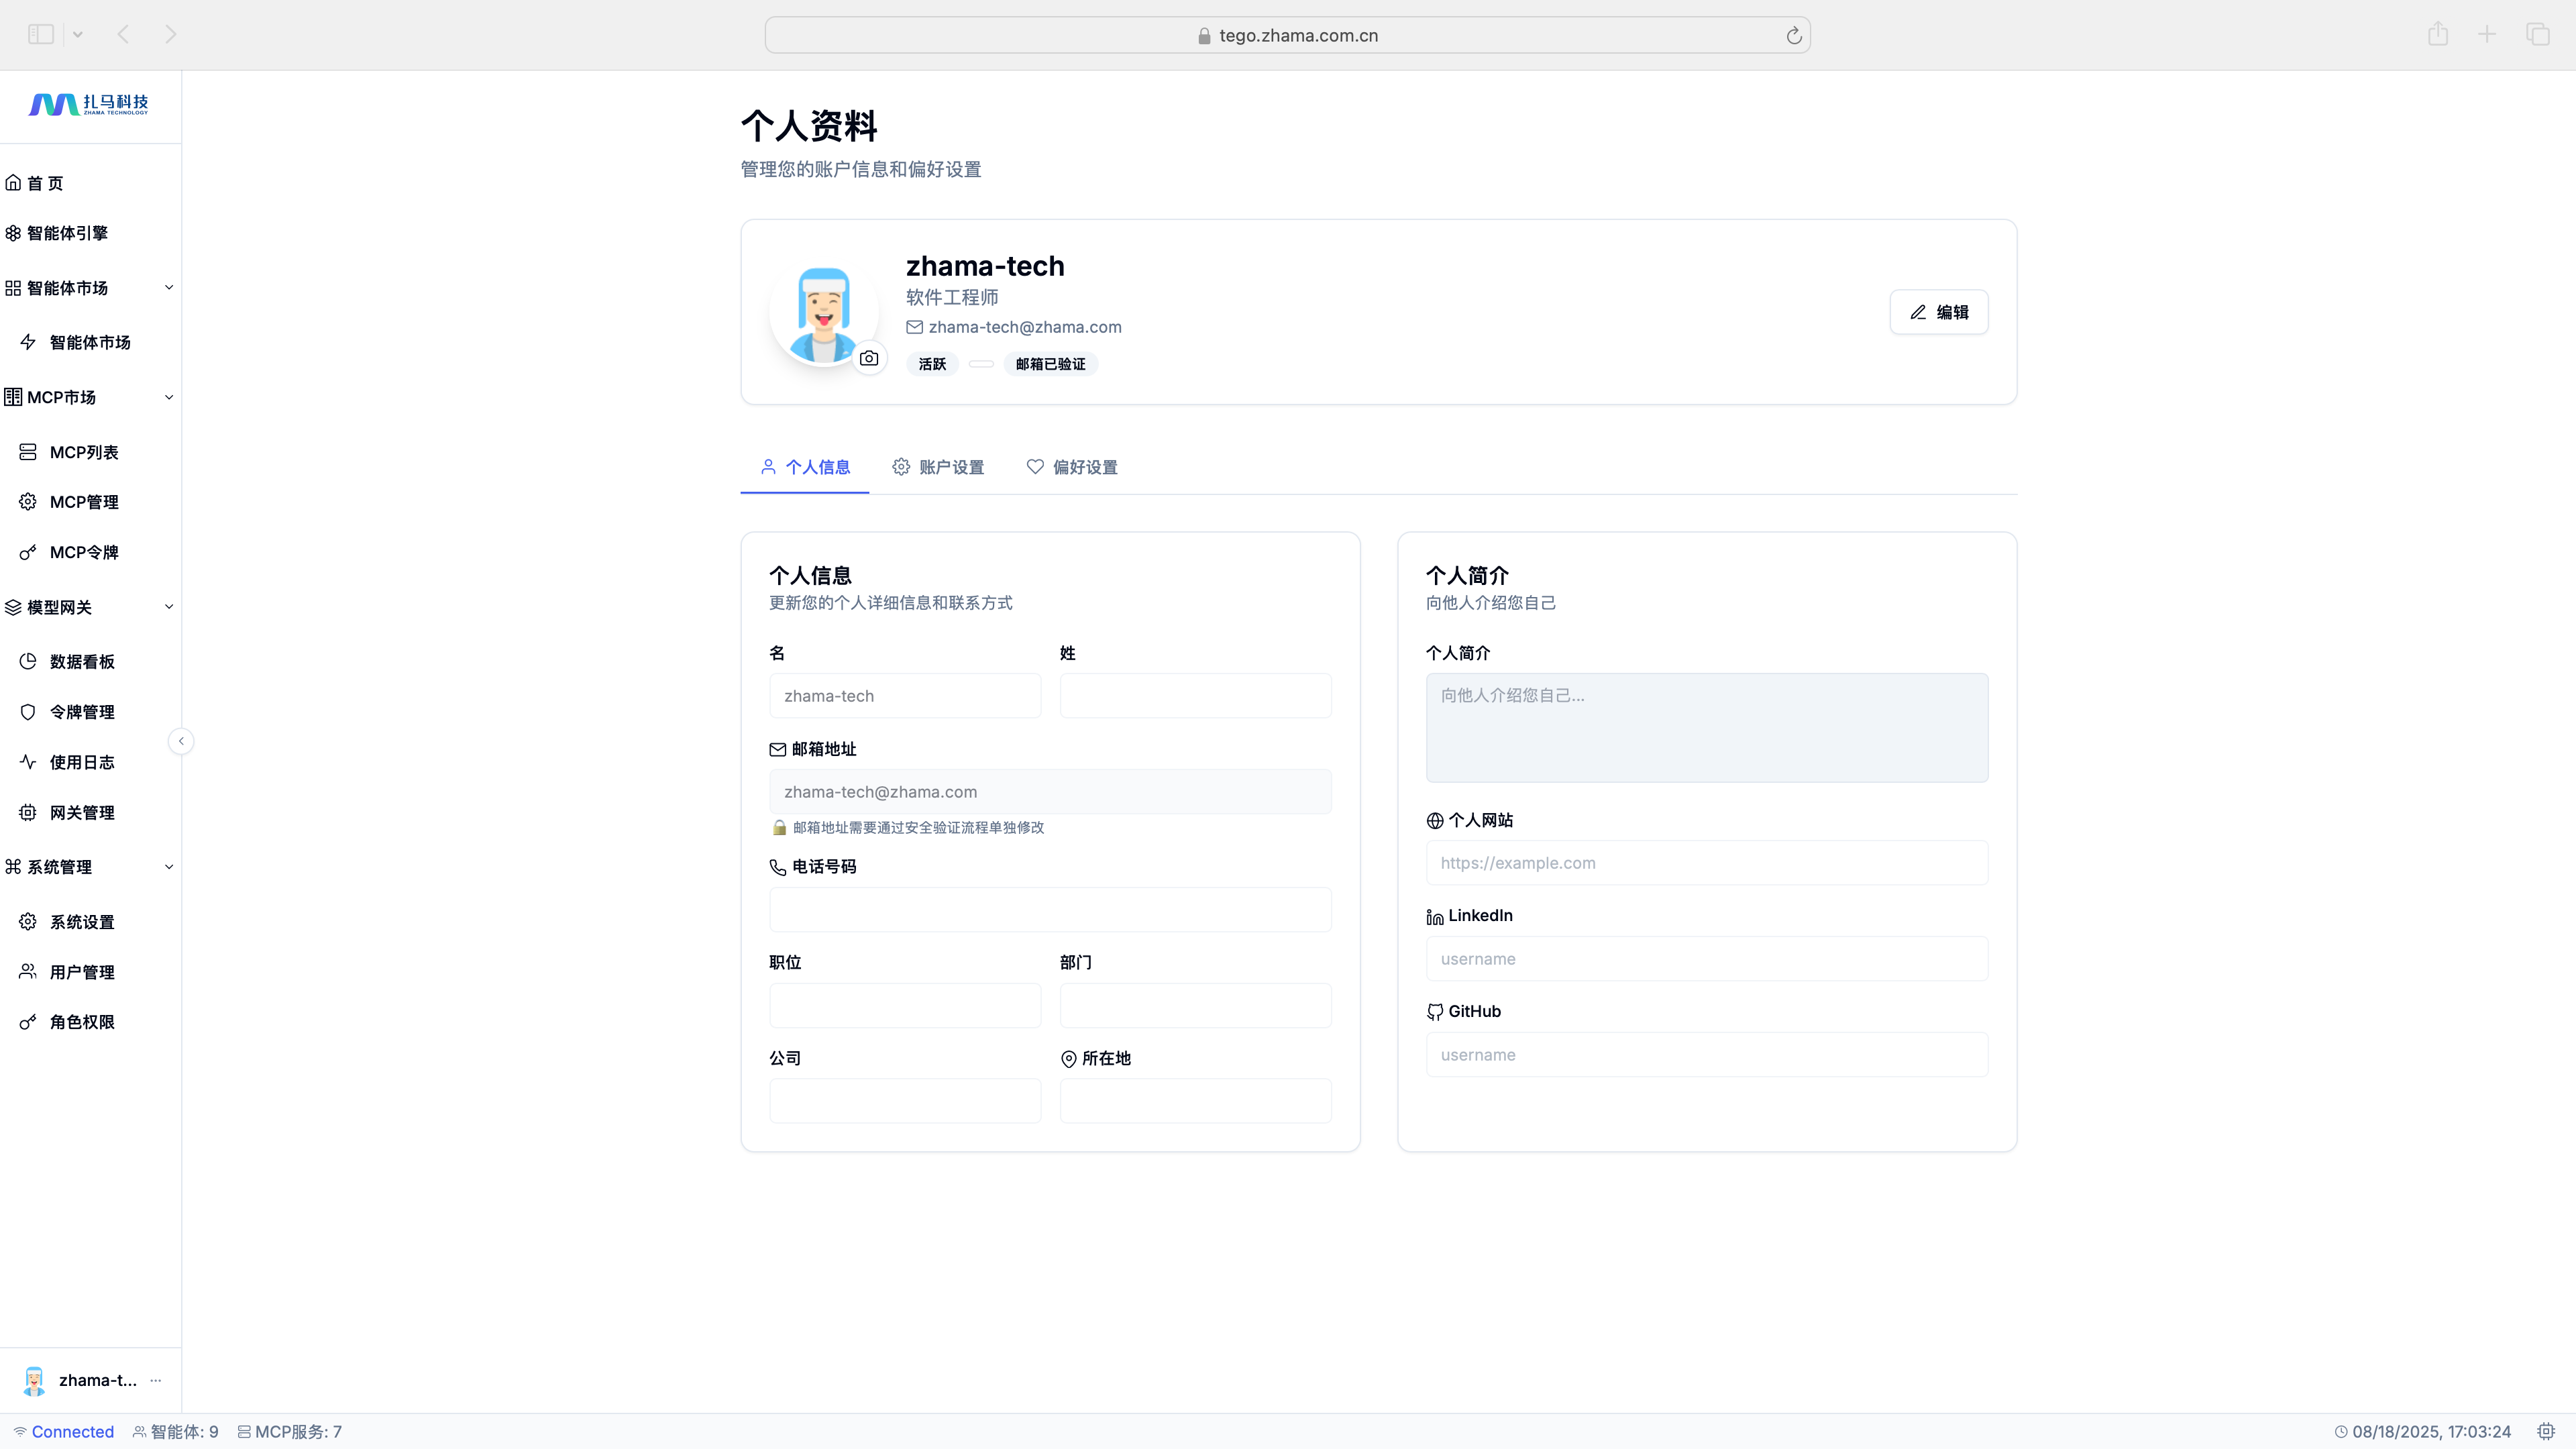 tego.zhama.com.cn
扎马科技
ZHAMA TECHNOLOGY
首 页
智能体引擎
智能体市场
智能体市场
MCP市场
MCP列表
MCP管理
MCP令牌
模型网关
数据看板
令牌管理
使用日志
网关管理
系统管理
系统设置
用户管理
角色权限
zhama-t...
个人资料
管理您的账户信息和偏好设置
zhama-tech
软件工程师
zhama-tech@zhama.com
活跃 邮箱已验证
编辑
个人信息 账户设置 偏好设置
个人信息
更新您的个人详细信息和联系方式
名 姓
zhama-tech
邮箱地址
zhama-tech@zhama.com
邮箱地址需要通过安全验证流程单独修改
电话号码
职位 部门
公司 所在地
个人简介
向他人介绍您自己
个人简介
向他人介绍您自己...
个人网站
https://example.com
LinkedIn
username
GitHub
username
Connected 智能体: 9 MCP服务: 7 08/18/2025, 17:03:24